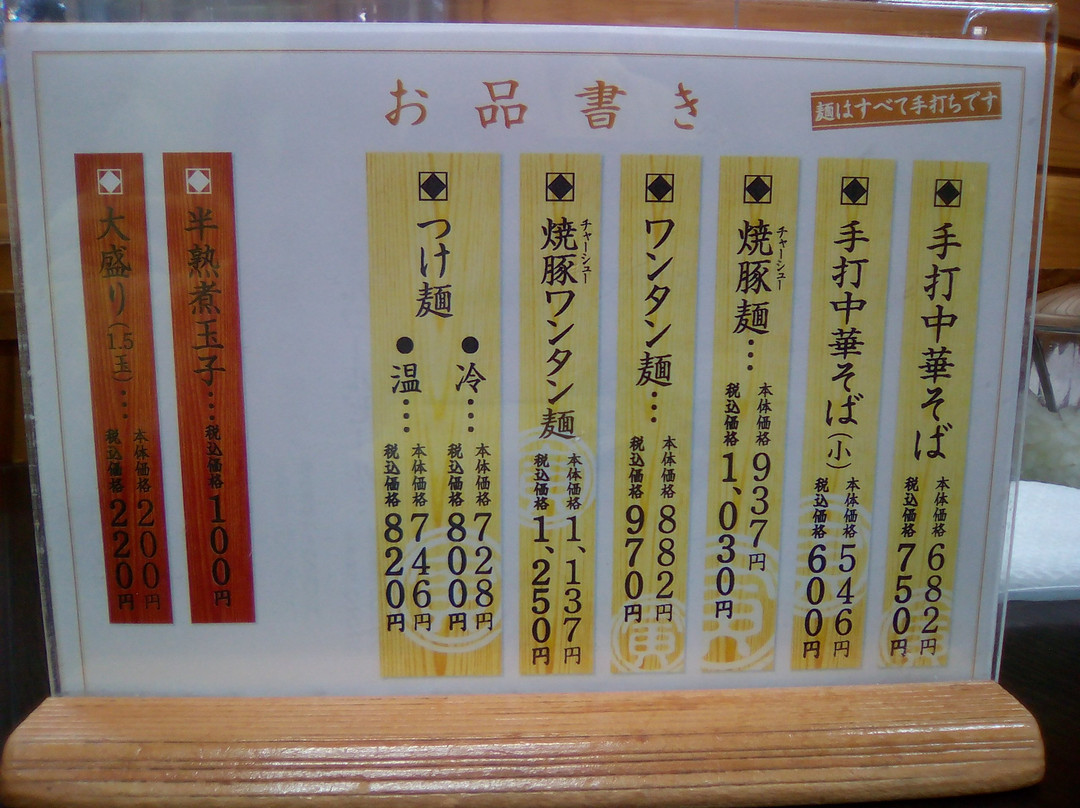 お品書き
麺はすべて手打ちです
手打中華そば
本体価格682円
税込価格750円
手打中華そば(小)
本体価格546円
税込価格600円
焼豚麺…
チャーシュー
本体価格937円
税込価格1,030円
ワンタン麺…
本体価格882円
税込価格970円
焼豚ワンタン麺
チャーシュー
本体価格1,137円
税込価格1,250円
つけ麺
●冷…
本体価格728円
税込価格800円
●温…
本体価格746円
税込価格820円
半熟煮玉子…
税込価格100円
大盛り(1.5玉)…
本体価格200円
税込価格220円
寅